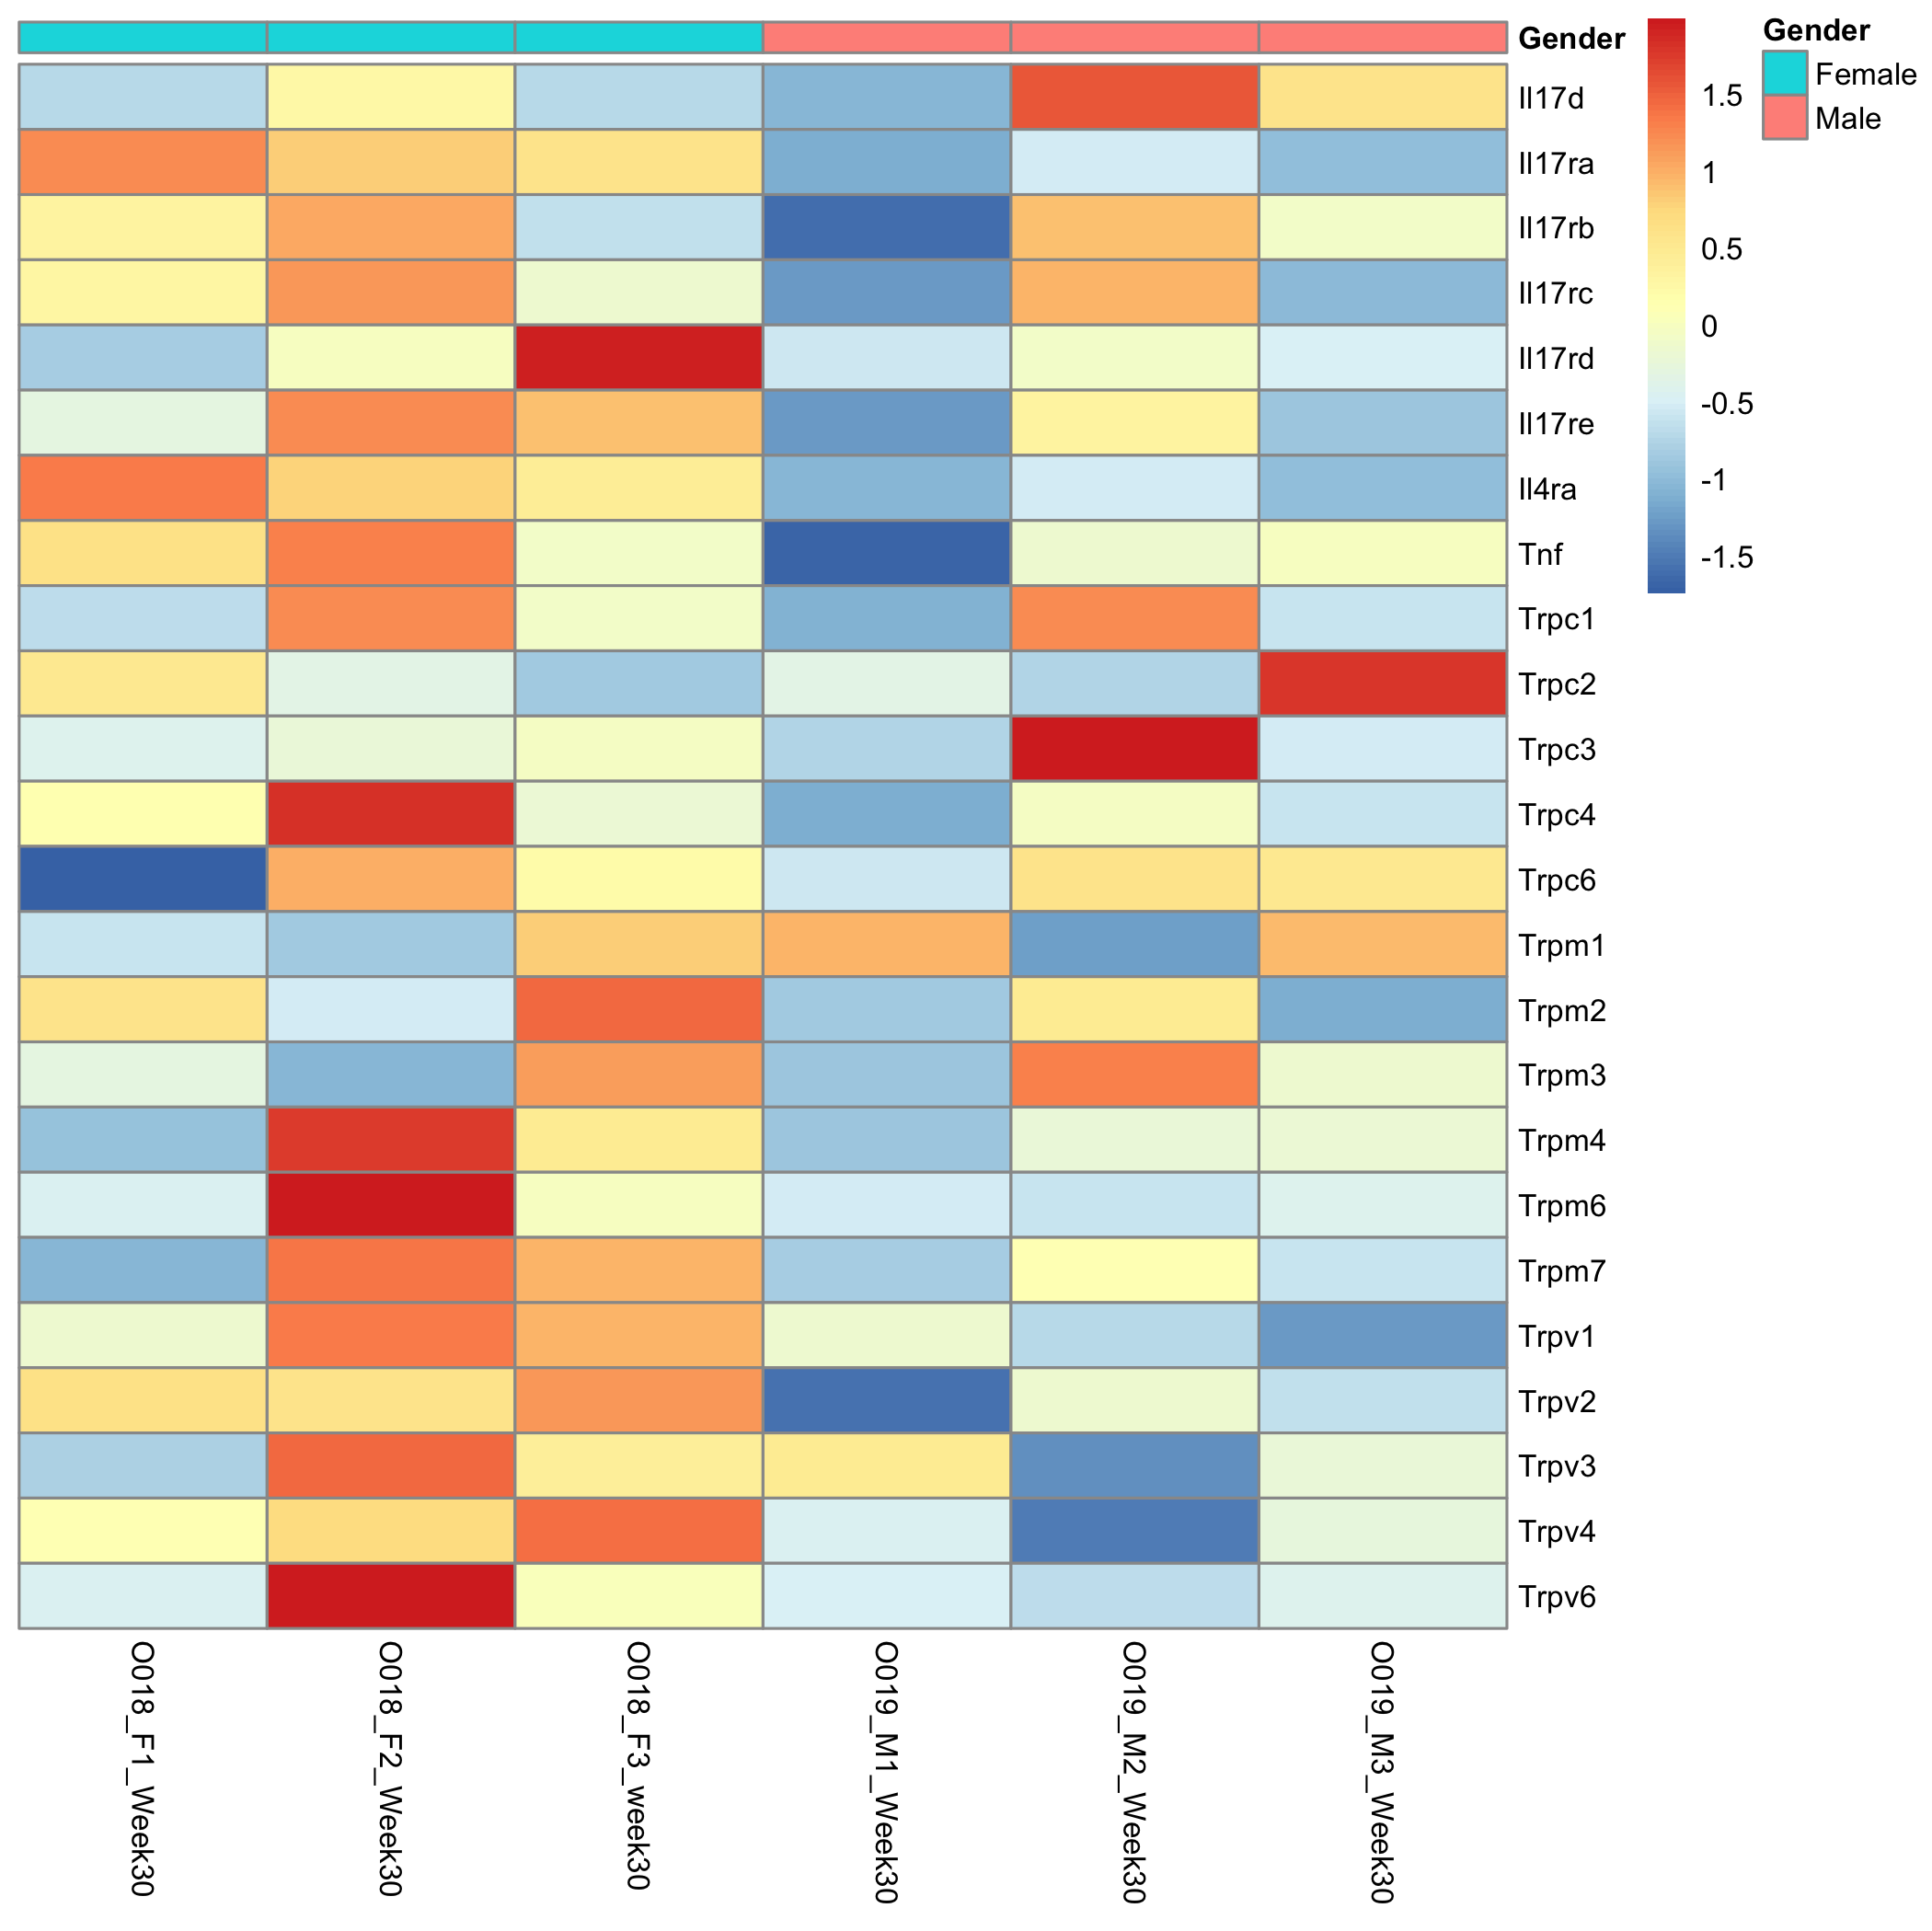 Gender
Il17d
Il17ra
Il17rb
Il17rc
Il17rd
Il17re
Il4ra
Tnf
Trpc1
Trpc2
Trpc3
Trpc4
Trpc6
Trpm1
Trpm2
Trpm3
Trpm4
Trpm6
Trpm7
Trpv1
Trpv2
Trpv3
Trpv4
Trpv6
1.5
1
0.5
0
-0.5
-1
-1.5
Gender
Female
Male
O018_F1_Week30
O018_F2_Week30
O018_F3_week30
O019_M1_Week30
O019_M2_Week30
O019_M3_Week30